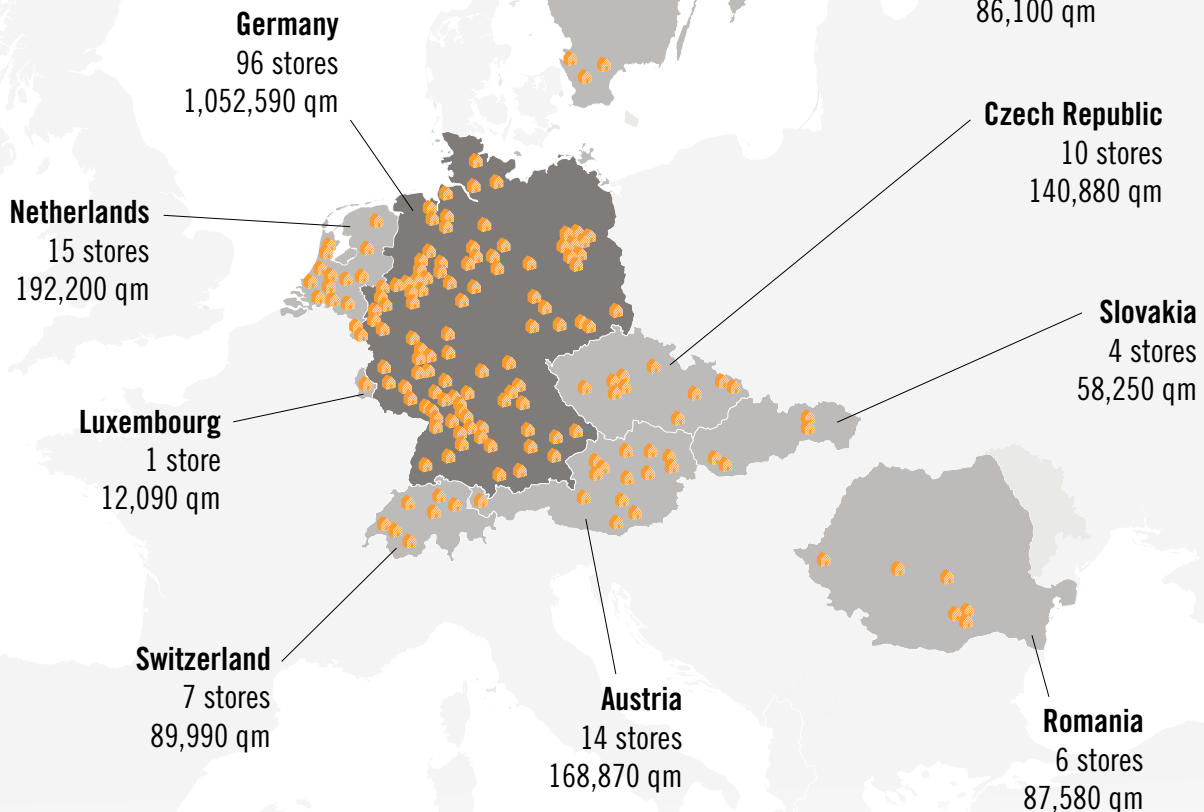 86,100 qm
Germany
96 stores
1,052,590 qm
Czech Republic
10 stores
140,880 qm
Netherlands
15 stores
192,200 qm
Slovakia
4 stores
58,250 qm
Luxembourg
1 store
12,090 qm
Switzerland
7 stores
89,990 qm
Austria
14 stores
168,870 qm
Romania
6 stores
87,580 qm